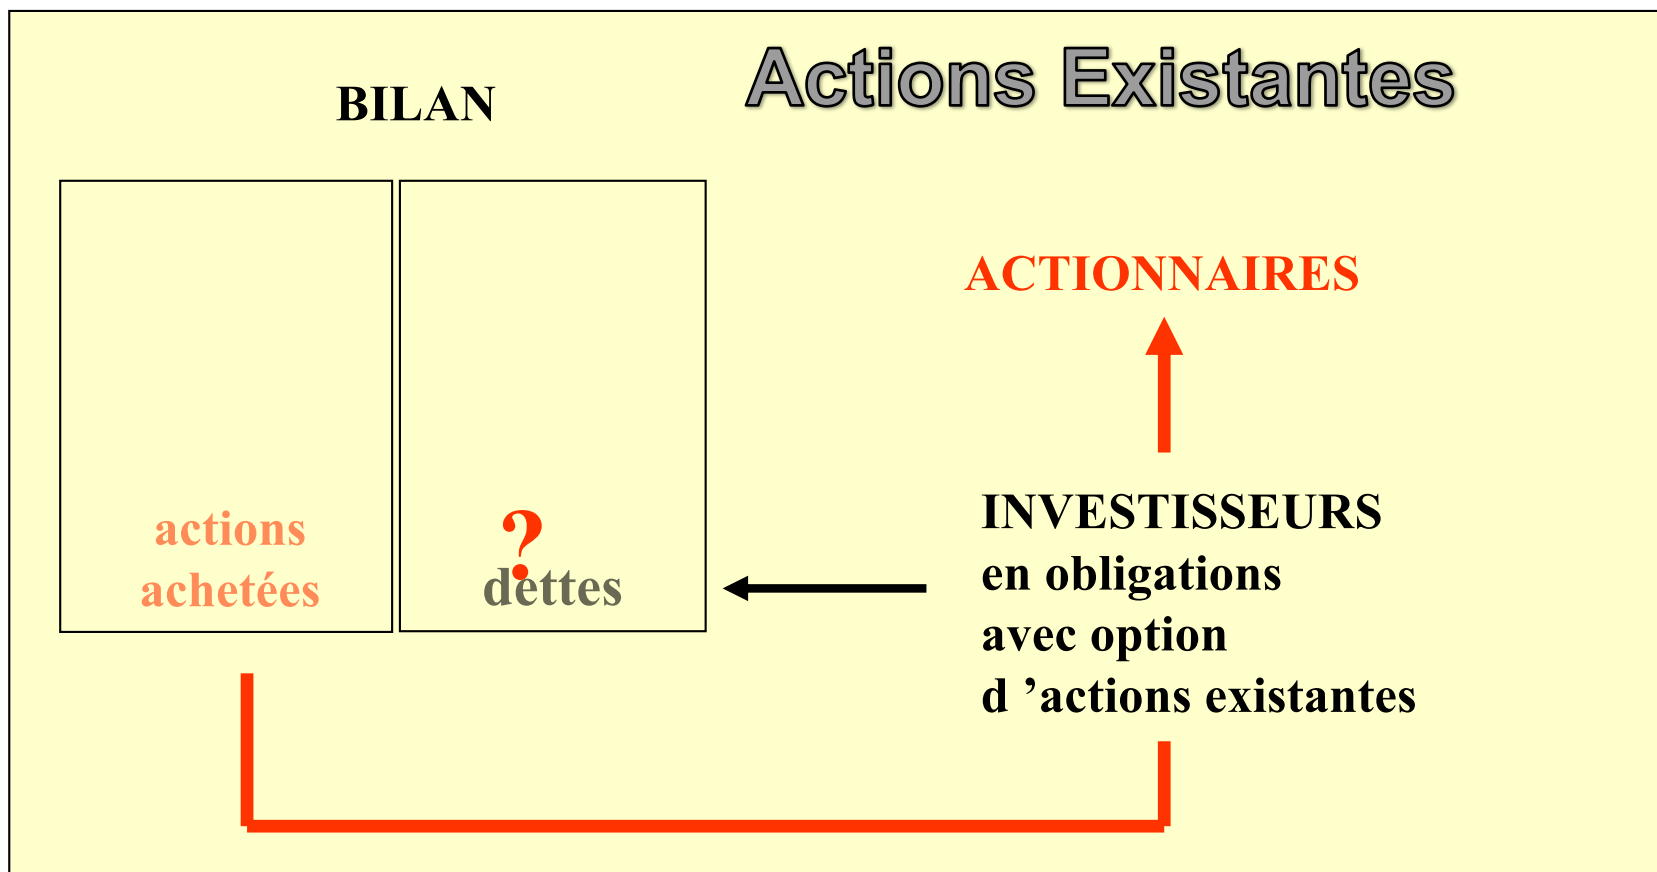 Actions Existantes
BILAN
ACTIONNAIRES
actions
achetées
?
dettes
INVESTISSEURS
en obligations
avec option
d ’actions existantes